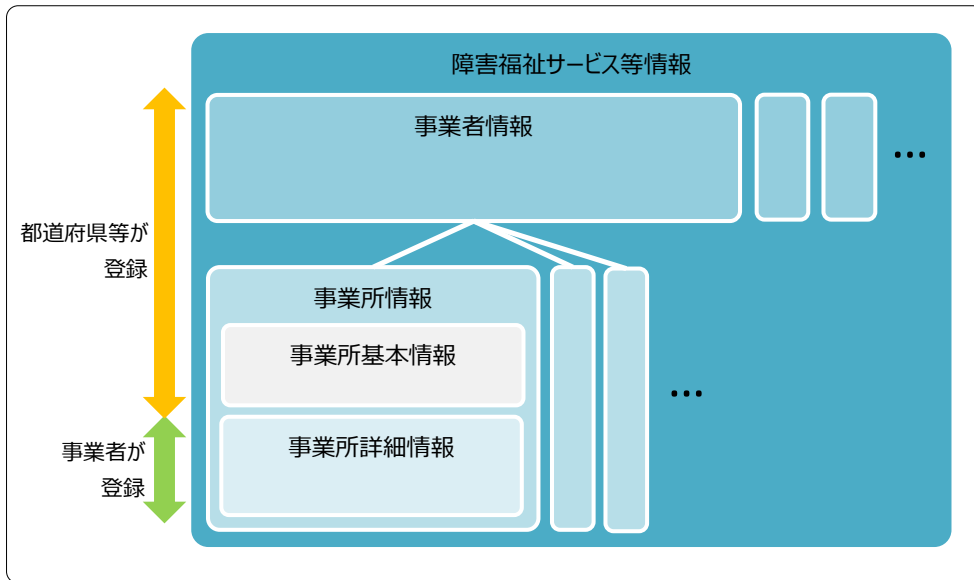 障害福祉サービス等情報
事業者情報
…
都道府県等が
登録
事業所情報
事業所基本情報
…
事業者が
登録
事業所詳細情報